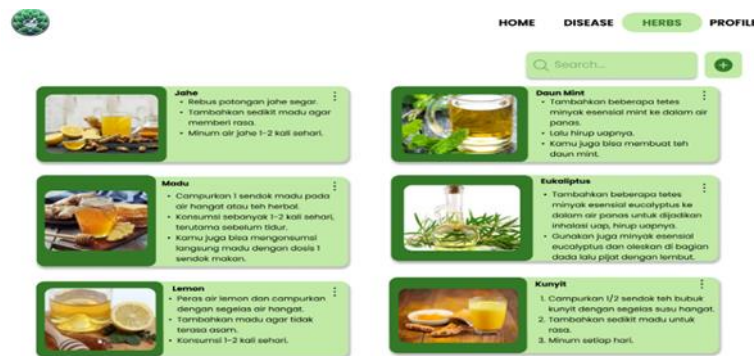 HOME DISEASE HERBS PROFILE
Search...
Jahe
• Rebus potongan jahe segar.
• Tambahkan sedikit madu agar
memberi rasa.
• Minum air jahe 1-2 kali sehari.
Daun Mint
• Tambahkan beberapa tetes
minyak esensial mint ke dalam air
panas.
• Lalu hirup uapnya.
• Kamu juga bisa membuat teh
daun mint.
Madu
• Campurkan 1 sendok madu pada
air hangat atau teh herbal.
• Konsumsi sebanyak 1-2 kali sehari,
terutama sebelum tidur.
• Kamu juga bisa mengonsumsi
langsung madu dengan dosis 1
sendok makan.
Eukaliptus
• Tambahkan beberapa tetes
minyak esensial eucalyptus ke
dalam air panas untuk dijadikan
inhalasi uap, hirup uapnya.
• Gunakan juga minyak esensial
eucalyptus dan oleskan di bagian
dada lalu pijat dengan lembut.
Lemon
• Peras air lemon dan campurkan
dengan segelas air hangat.
• Tambahkan madu agar tidak
terasa asam.
• Konsumsi 1-2 kali sehari.
Kunyit
1. Campurkan 1/2 sendok teh bubuk
kunyit dengan segelas susu hangat.
2. Tambahkan sedikit madu untuk
rasa.
3. Minum setiap hari.